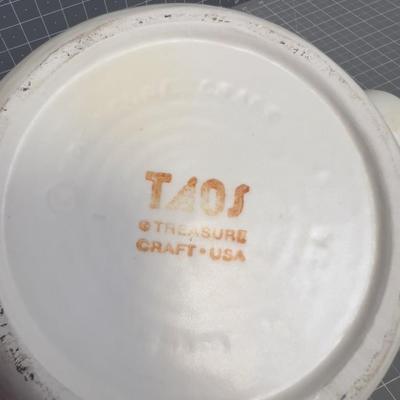 TAOS
© TREASURE
CRAFT • USA